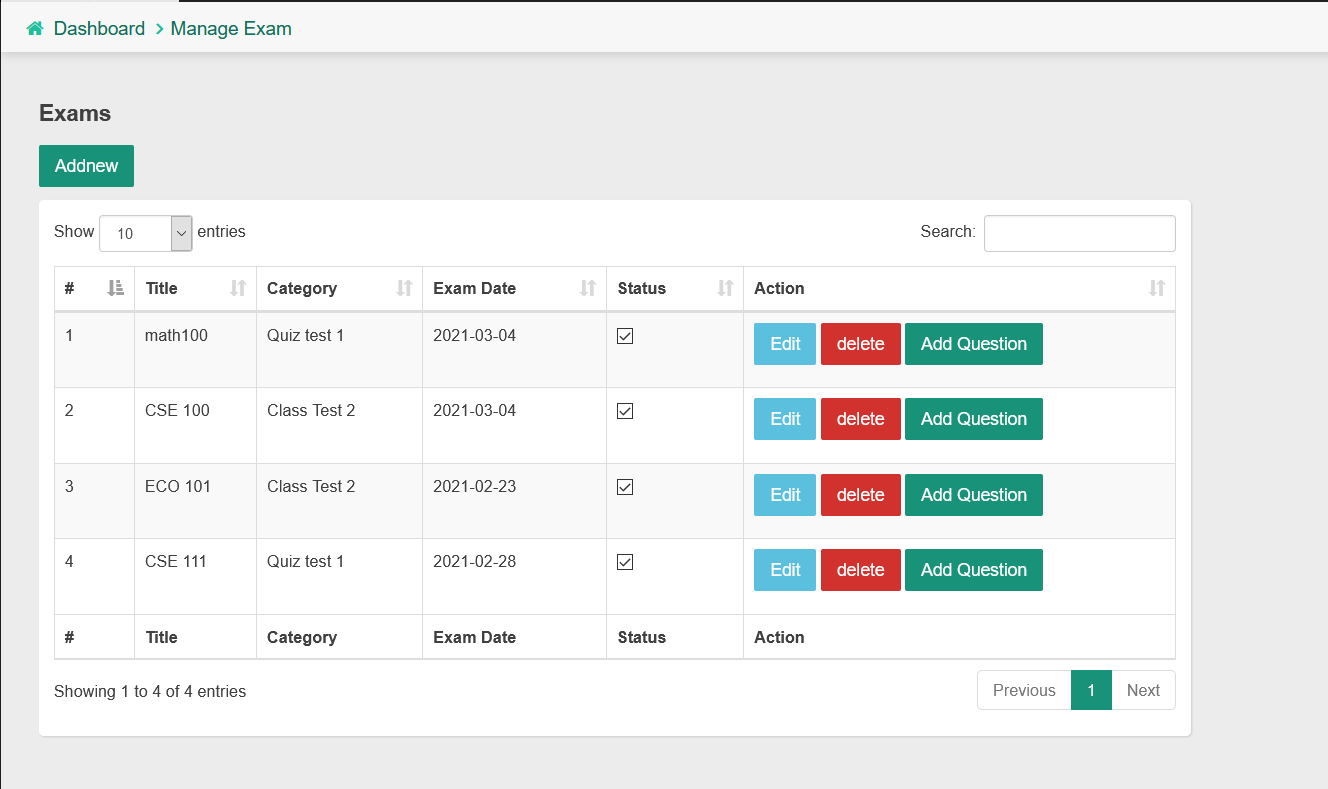 Dashboard > Manage Exam
Exams
Addnew
Show 10 entries Search:
# Title Category Exam Date Status Action
1 math100 Quiz test 1 2021-03-04 Edit delete Add Question
2 CSE 100 Class Test 2 2021-03-04 Edit delete Add Question
3 ECO 101 Class Test 2 2021-02-23 Edit delete Add Question
4 CSE 111 Quiz test 1 2021-02-28 Edit delete Add Question
# Title Category Exam Date Status Action
Showing 1 to 4 of 4 entries Previous 1 Next